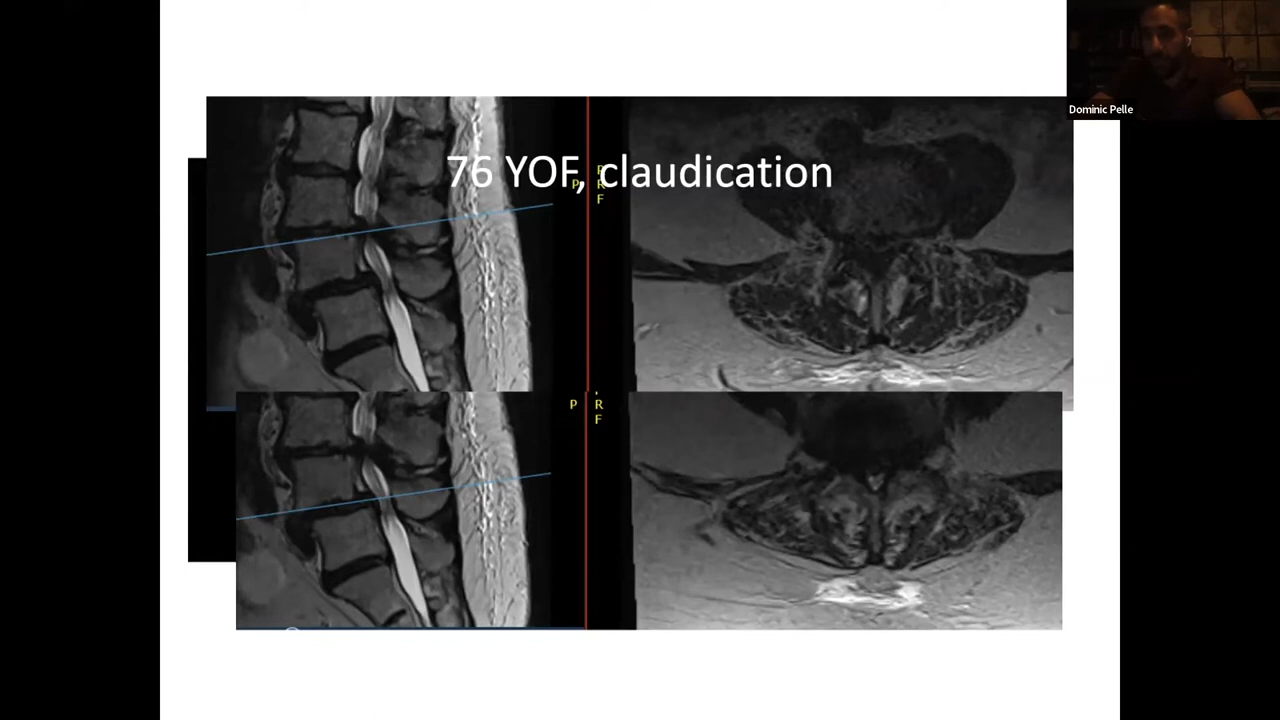 Dominic Pelle
76 YOF, claudication
P P
R
F
P R
F